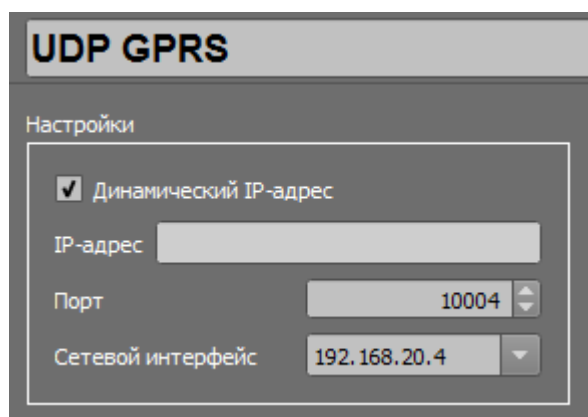 UDP GPRS
Настройки
Динамический IP-адрес
IP-адрес
Порт 10004
Сетевой интерфейс 192.168.20.4